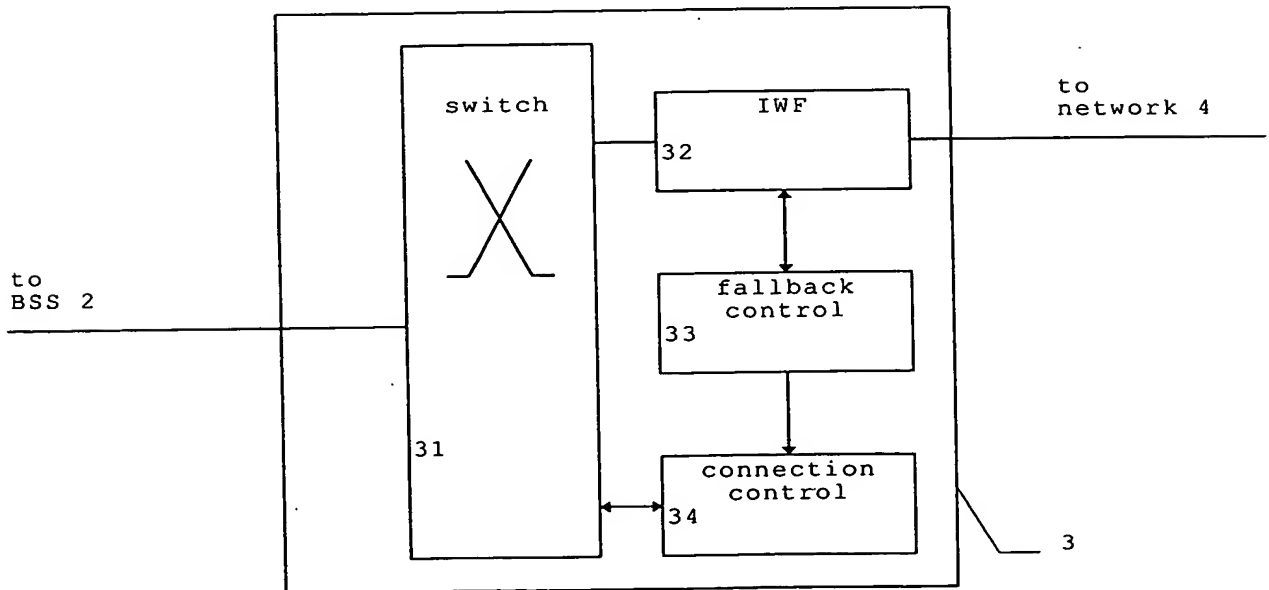 to
network 4
switch
IWF
32
to
BSS 2
fallback
control
33
31
connection
control
34
3